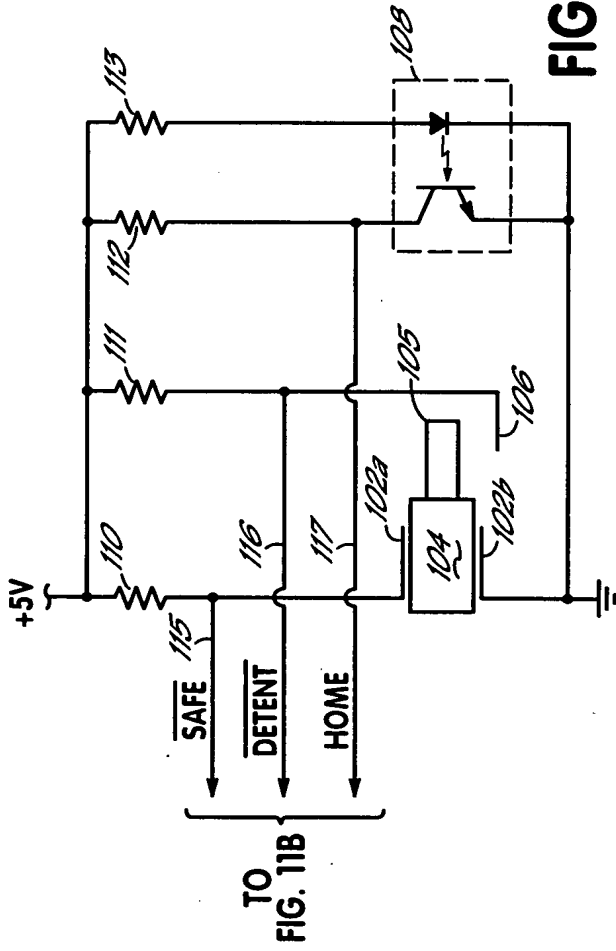 +5V
110
111
112
113
SAFE
115
DETENT
116
HOME
117
TO
FIG. 11B
102a
104
102b
105
106
108
FIG